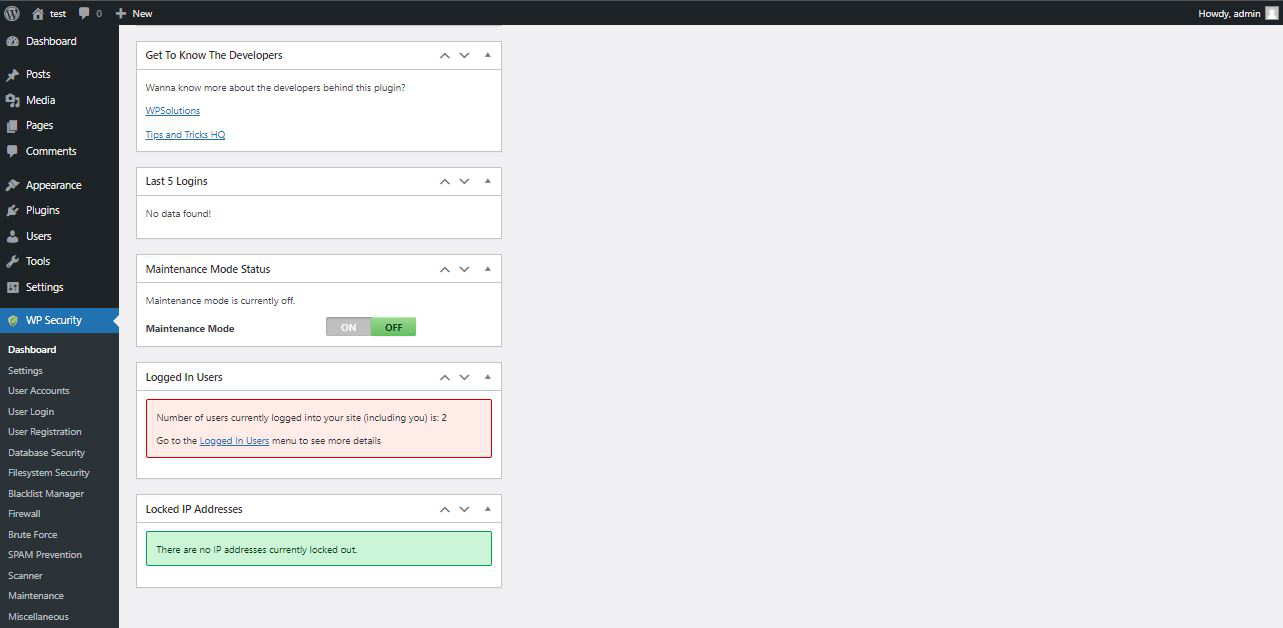 test 0 New Howdy, admin
Dashboard
Posts
Media
Pages
Comments
Appearance
Plugins
Users
Tools
Settings
WP Security
Dashboard
Settings
User Accounts
User Login
User Registration
Database Security
Filesystem Security
Blacklist Manager
Firewall
Brute Force
SPAM Prevention
Scanner
Maintenance
Miscellaneous
Get To Know The Developers
Wanna know more about the developers behind this plugin?
WPSolutions
Tips and Tricks HQ
Last 5 Logins
No data found!
Maintenance Mode Status
Maintenance mode is currently off.
Maintenance Mode ON OFF
Logged In Users
Number of users currently logged into your site (including you) is: 2
Go to the Logged In Users menu to see more details
Locked IP Addresses
There are no IP addresses currently locked out.